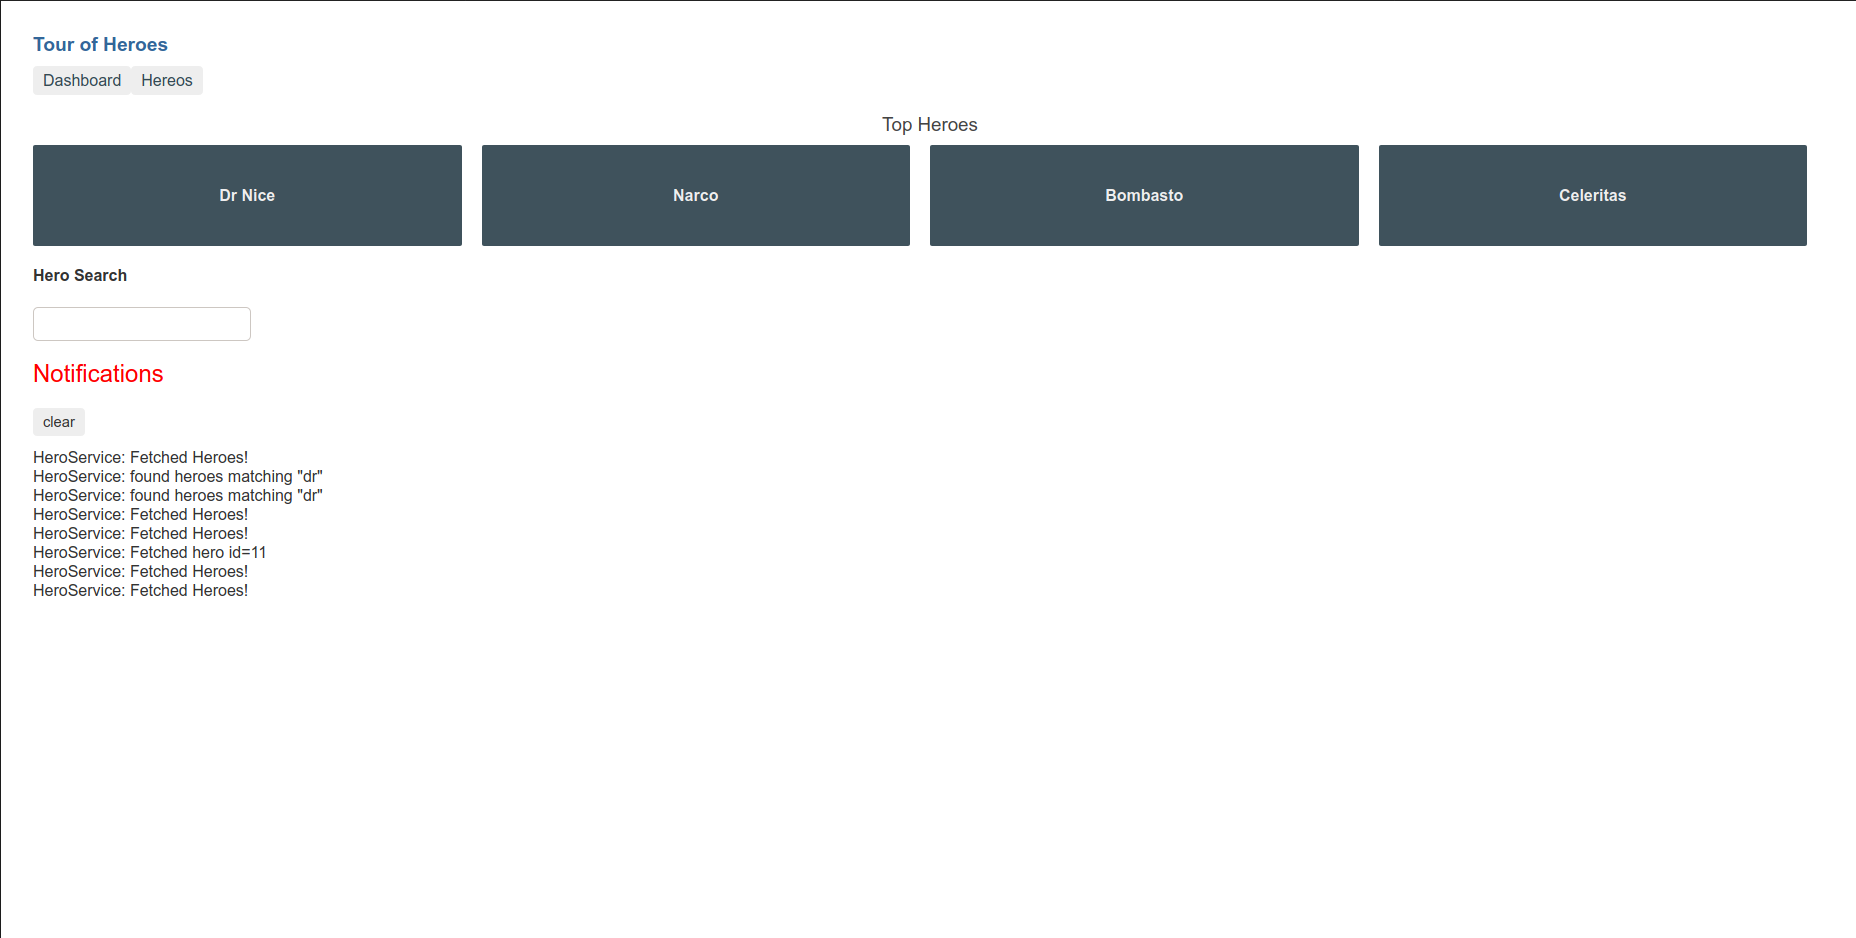 Tour of Heroes
Dashboard Hereos
Top Heroes
Dr Nice Narco Bombasto Celeritas
Hero Search
Notifications
clear
HeroService: Fetched Heroes!
HeroService: found heroes matching "dr"
HeroService: found heroes matching "dr"
HeroService: Fetched Heroes!
HeroService: Fetched Heroes!
HeroService: Fetched hero id=11
HeroService: Fetched Heroes!
HeroService: Fetched Heroes!